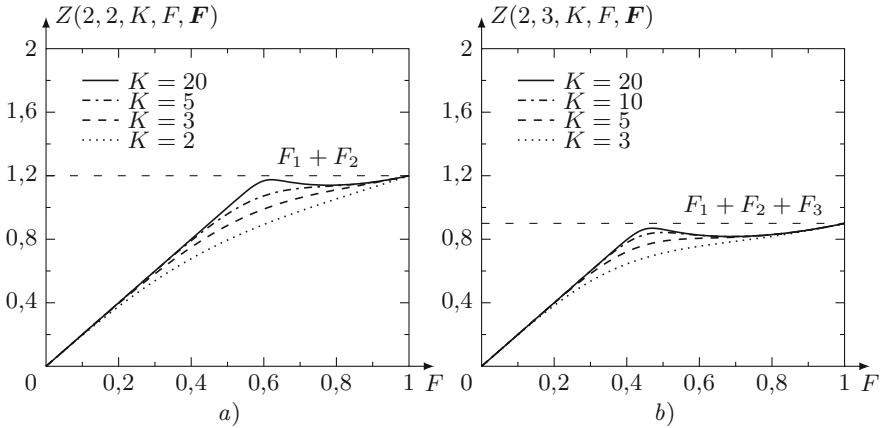 Z(2, 2, K, F, F)
2
1,6
1,2
0,8
0,4
0
K = 20
K = 5
K = 3
K = 2
F₁ + F₂
0,2
0,4
0,6
0,8
1
F
a)
Z(2, 3, K, F, F)
2
1,6
1,2
0,8
0,4
0
K = 20
K = 10
K = 5
K = 3
F₁ + F₂ + F₃
0,2
0,4
0,6
0,8
1
F
b)